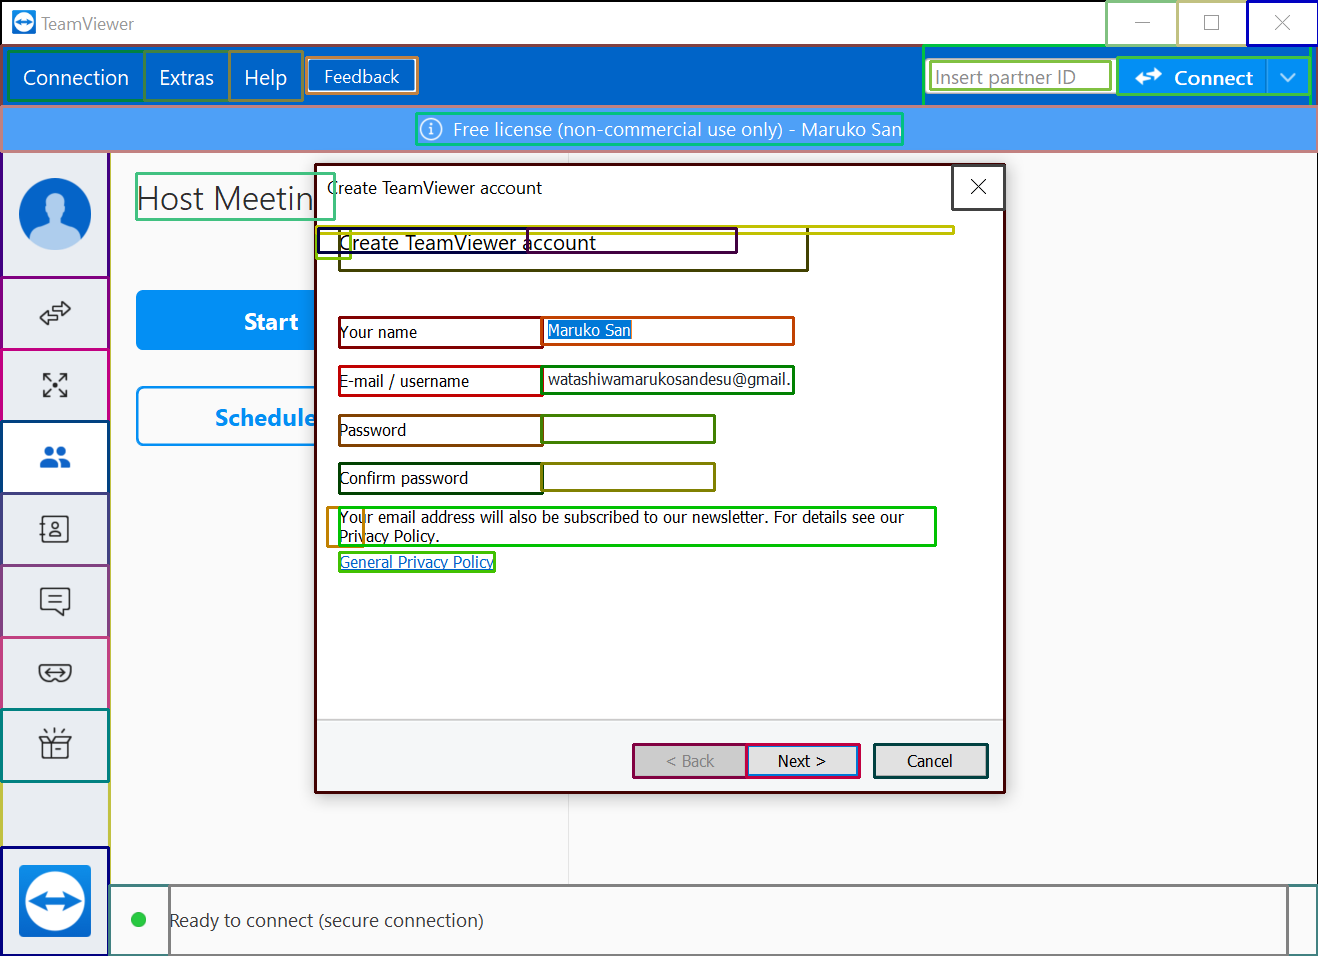 TeamViewer
Connection
Extras
Help
Feedback
Insert partner ID
Connect
Free license (non-commercial use only) - Maruko San
Host Meetin
Start
Schedule
Create TeamViewer account
Create TeamViewer account
Your name
Maruko San
E-mail / username
watashiwamarukosandesu@gmail.
Password
Confirm password
Your email address will also be subscribed to our newsletter. For details see our
Privacy Policy.
General Privacy Policy
< Back
Next >
Cancel
Ready to connect (secure connection)